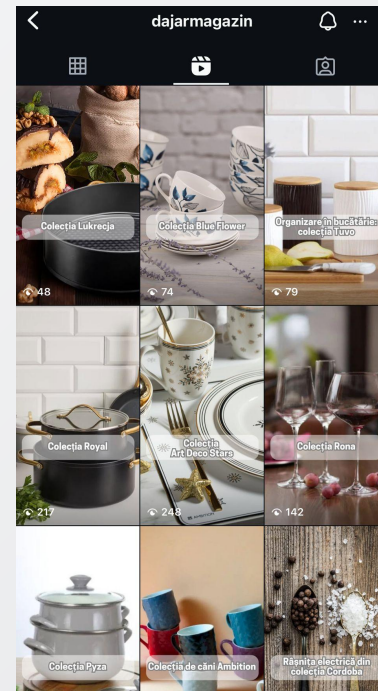 dajarmagazin
Colecția Lukrecja
Colecția Blue Flower
Organizare în bucătărie:
colecția Tuvo
48
74
79
Colecția Royal
Colecția
Art Deco Stars
Colecția Rona
217
248
142
Colecția Pyza
Colecția de căni Ambition
Râșnița electrică din
colecția Cordoba